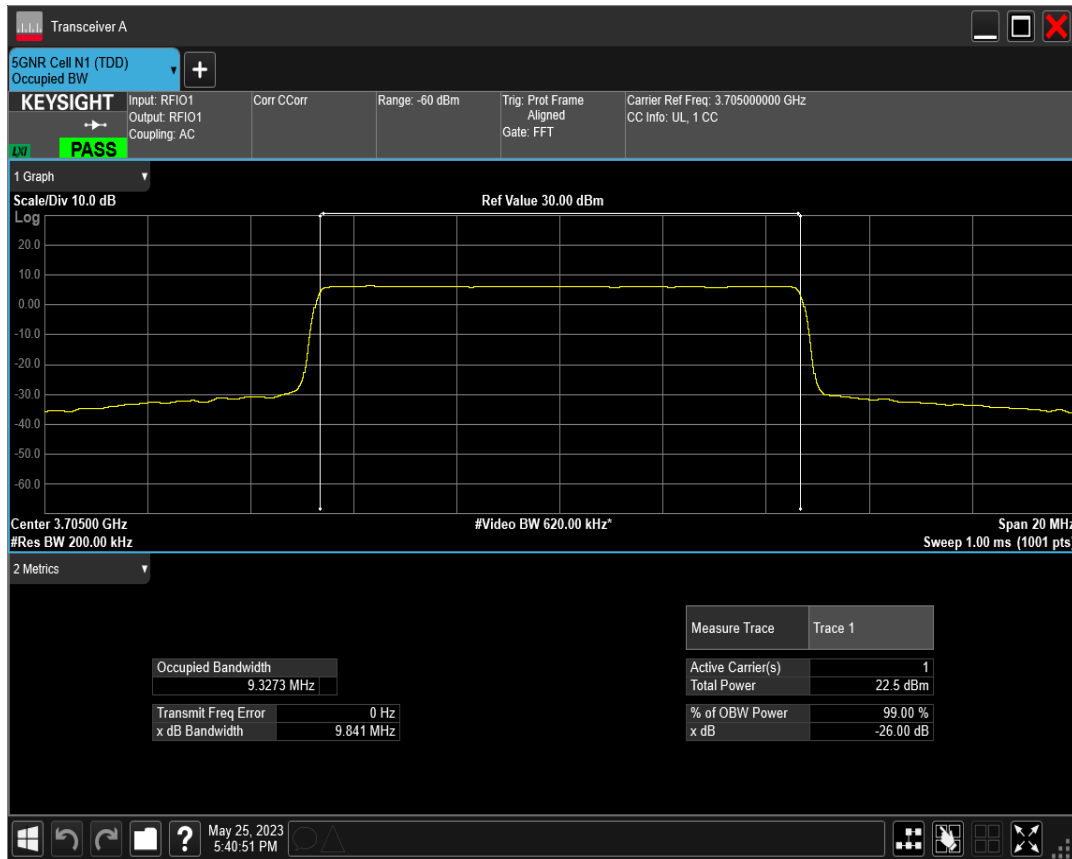 Transceiver A
5GNR Cell N1 (TDD)
Occupied BW
+
KEYSIGHT
LXI
PASS
Input: RFIO1
Output: RFIO1
Coupling: AC
Corr CCorr
Range: -60 dBm
Trig: Prot Frame
Aligned
Gate: FFT
Carrier Ref Freq: 3.705000000 GHz
CC Info: UL, 1 CC
1 Graph
Scale/Div 10.0 dB
Ref Value 30.00 dBm
Log
20.0
10.0
0.00
-10.0
-20.0
-30.0
-40.0
-50.0
-60.0
Center 3.70500 GHz
#Video BW 620.00 kHz*
Span 20 MHz
#Res BW 200.00 kHz
Sweep 1.00 ms (1001 pts)
2 Metrics
Measure Trace Trace 1
Occupied Bandwidth
9.3273 MHz
Active Carrier(s) 1
Total Power 22.5 dBm
Transmit Freq Error 0 Hz
x dB Bandwidth 9.841 MHz
% of OBW Power 99.00 %
x dB -26.00 dB
?
May 25, 2023
5:40:51 PM